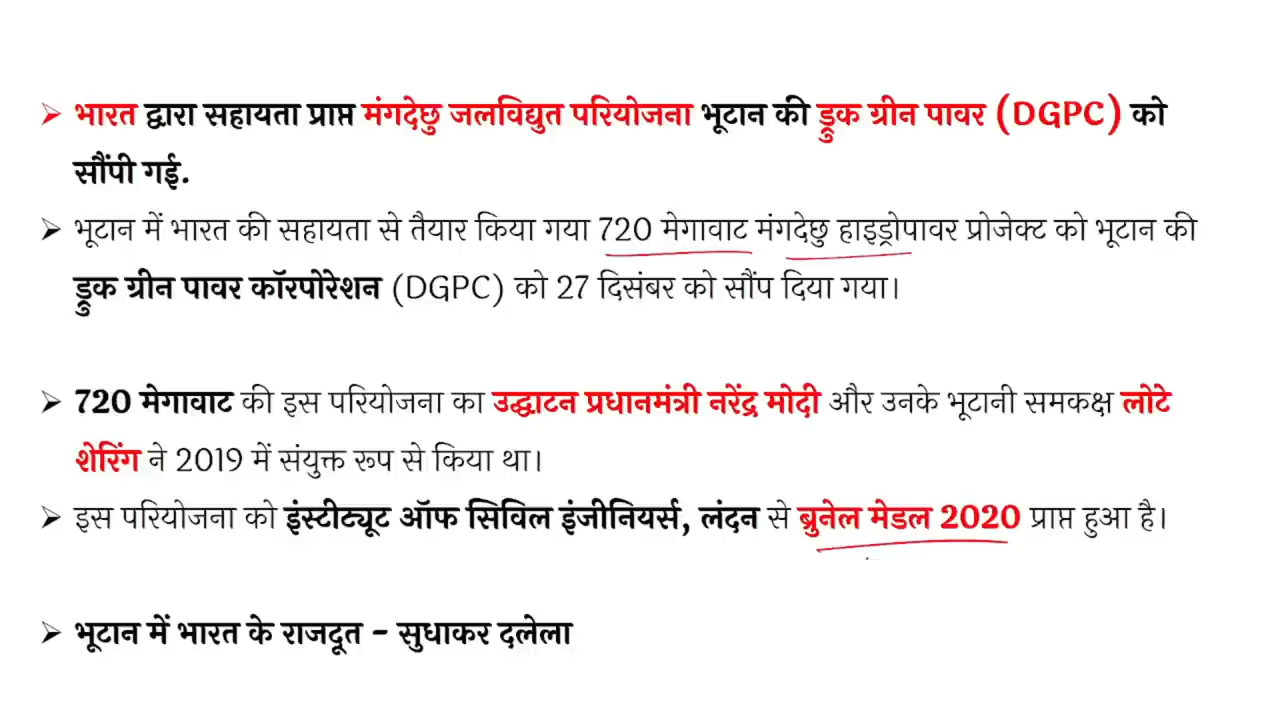 ➢ भारत द्वारा सहायता प्राप्त मंगदेछु जलविद्युत परियोजना भूटान की ड्रुक ग्रीन पावर (DGPC) को
सौंपी गई.
➢ भूटान में भारत की सहायता से तैयार किया गया 720 मेगावाट मंगदेछु हाइड्रोपावर प्रोजेक्ट को भूटान की
ड्रुक ग्रीन पावर कॉरपोरेशन (DGPC) को 27 दिसंबर को सौंप दिया गया।
➢ 720 मेगावाट की इस परियोजना का उद्घाटन प्रधानमंत्री नरेंद्र मोदी और उनके भूटानी समकक्ष लोटे
शेरिंग ने 2019 में संयुक्त रूप से किया था।
➢ इस परियोजना को इंस्टीट्यूट ऑफ सिविल इंजीनियर्स, लंदन से ब्रुनेल मेडल 2020 प्राप्त हुआ है।
➢ भूटान में भारत के राजदूत - सुधाकर दलेला